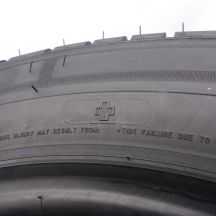 INJURY MAY RESULT FROM: -TIRE FAILURE DUE TO